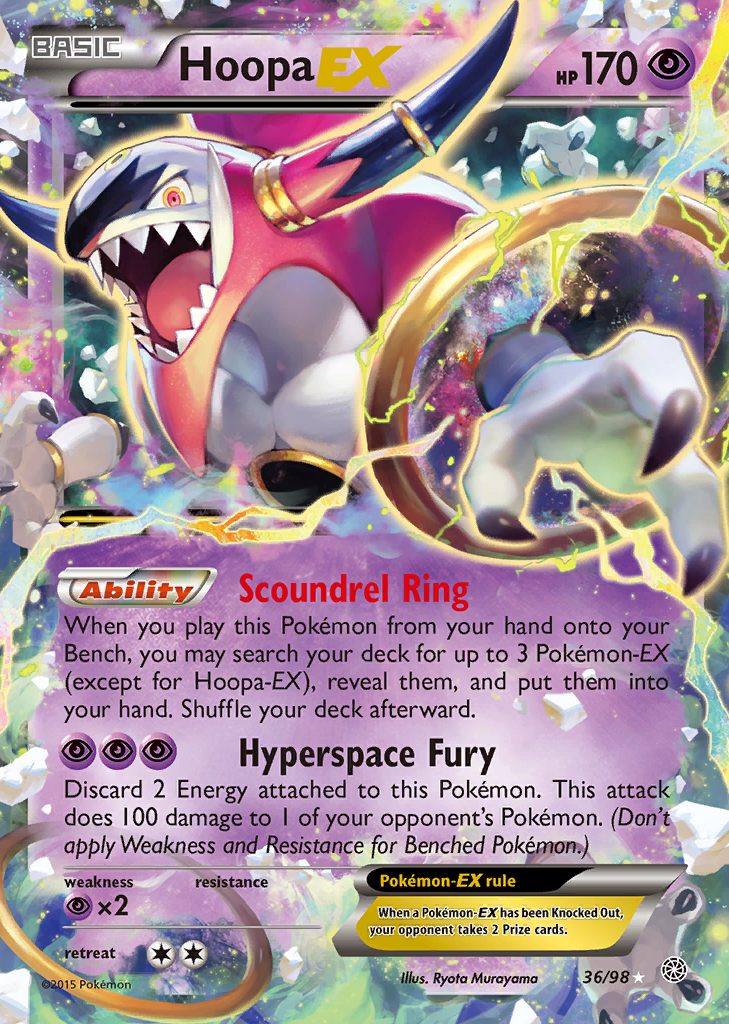 BASIC
Hoopa EX
HP 170
Ability
Scoundrel Ring
When you play this Pokémon from your hand onto your
Bench, you may search your deck for up to 3 Pokémon-EX
(except for Hoopa-EX), reveal them, and put them into
your hand. Shuffle your deck afterward.
Hyperspace Fury
Discard 2 Energy attached to this Pokémon. This attack
does 100 damage to 1 of your opponent's Pokémon. (Don't
apply Weakness and Resistance for Benched Pokémon.)
weakness
resistance
×2
retreat
Pokémon-EX rule
When a Pokémon-EX has been Knocked Out,
your opponent takes 2 Prize cards.
©2015 Pokémon
Illus. Ryota Murayama
36/98